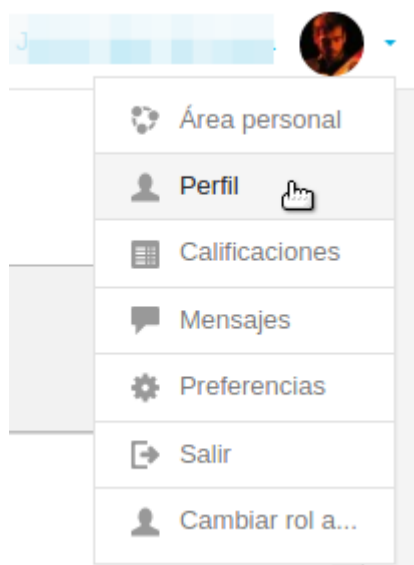 Área personal
Perfil
Calificaciones
Mensajes
Preferencias
Salir
Cambiar rol a...